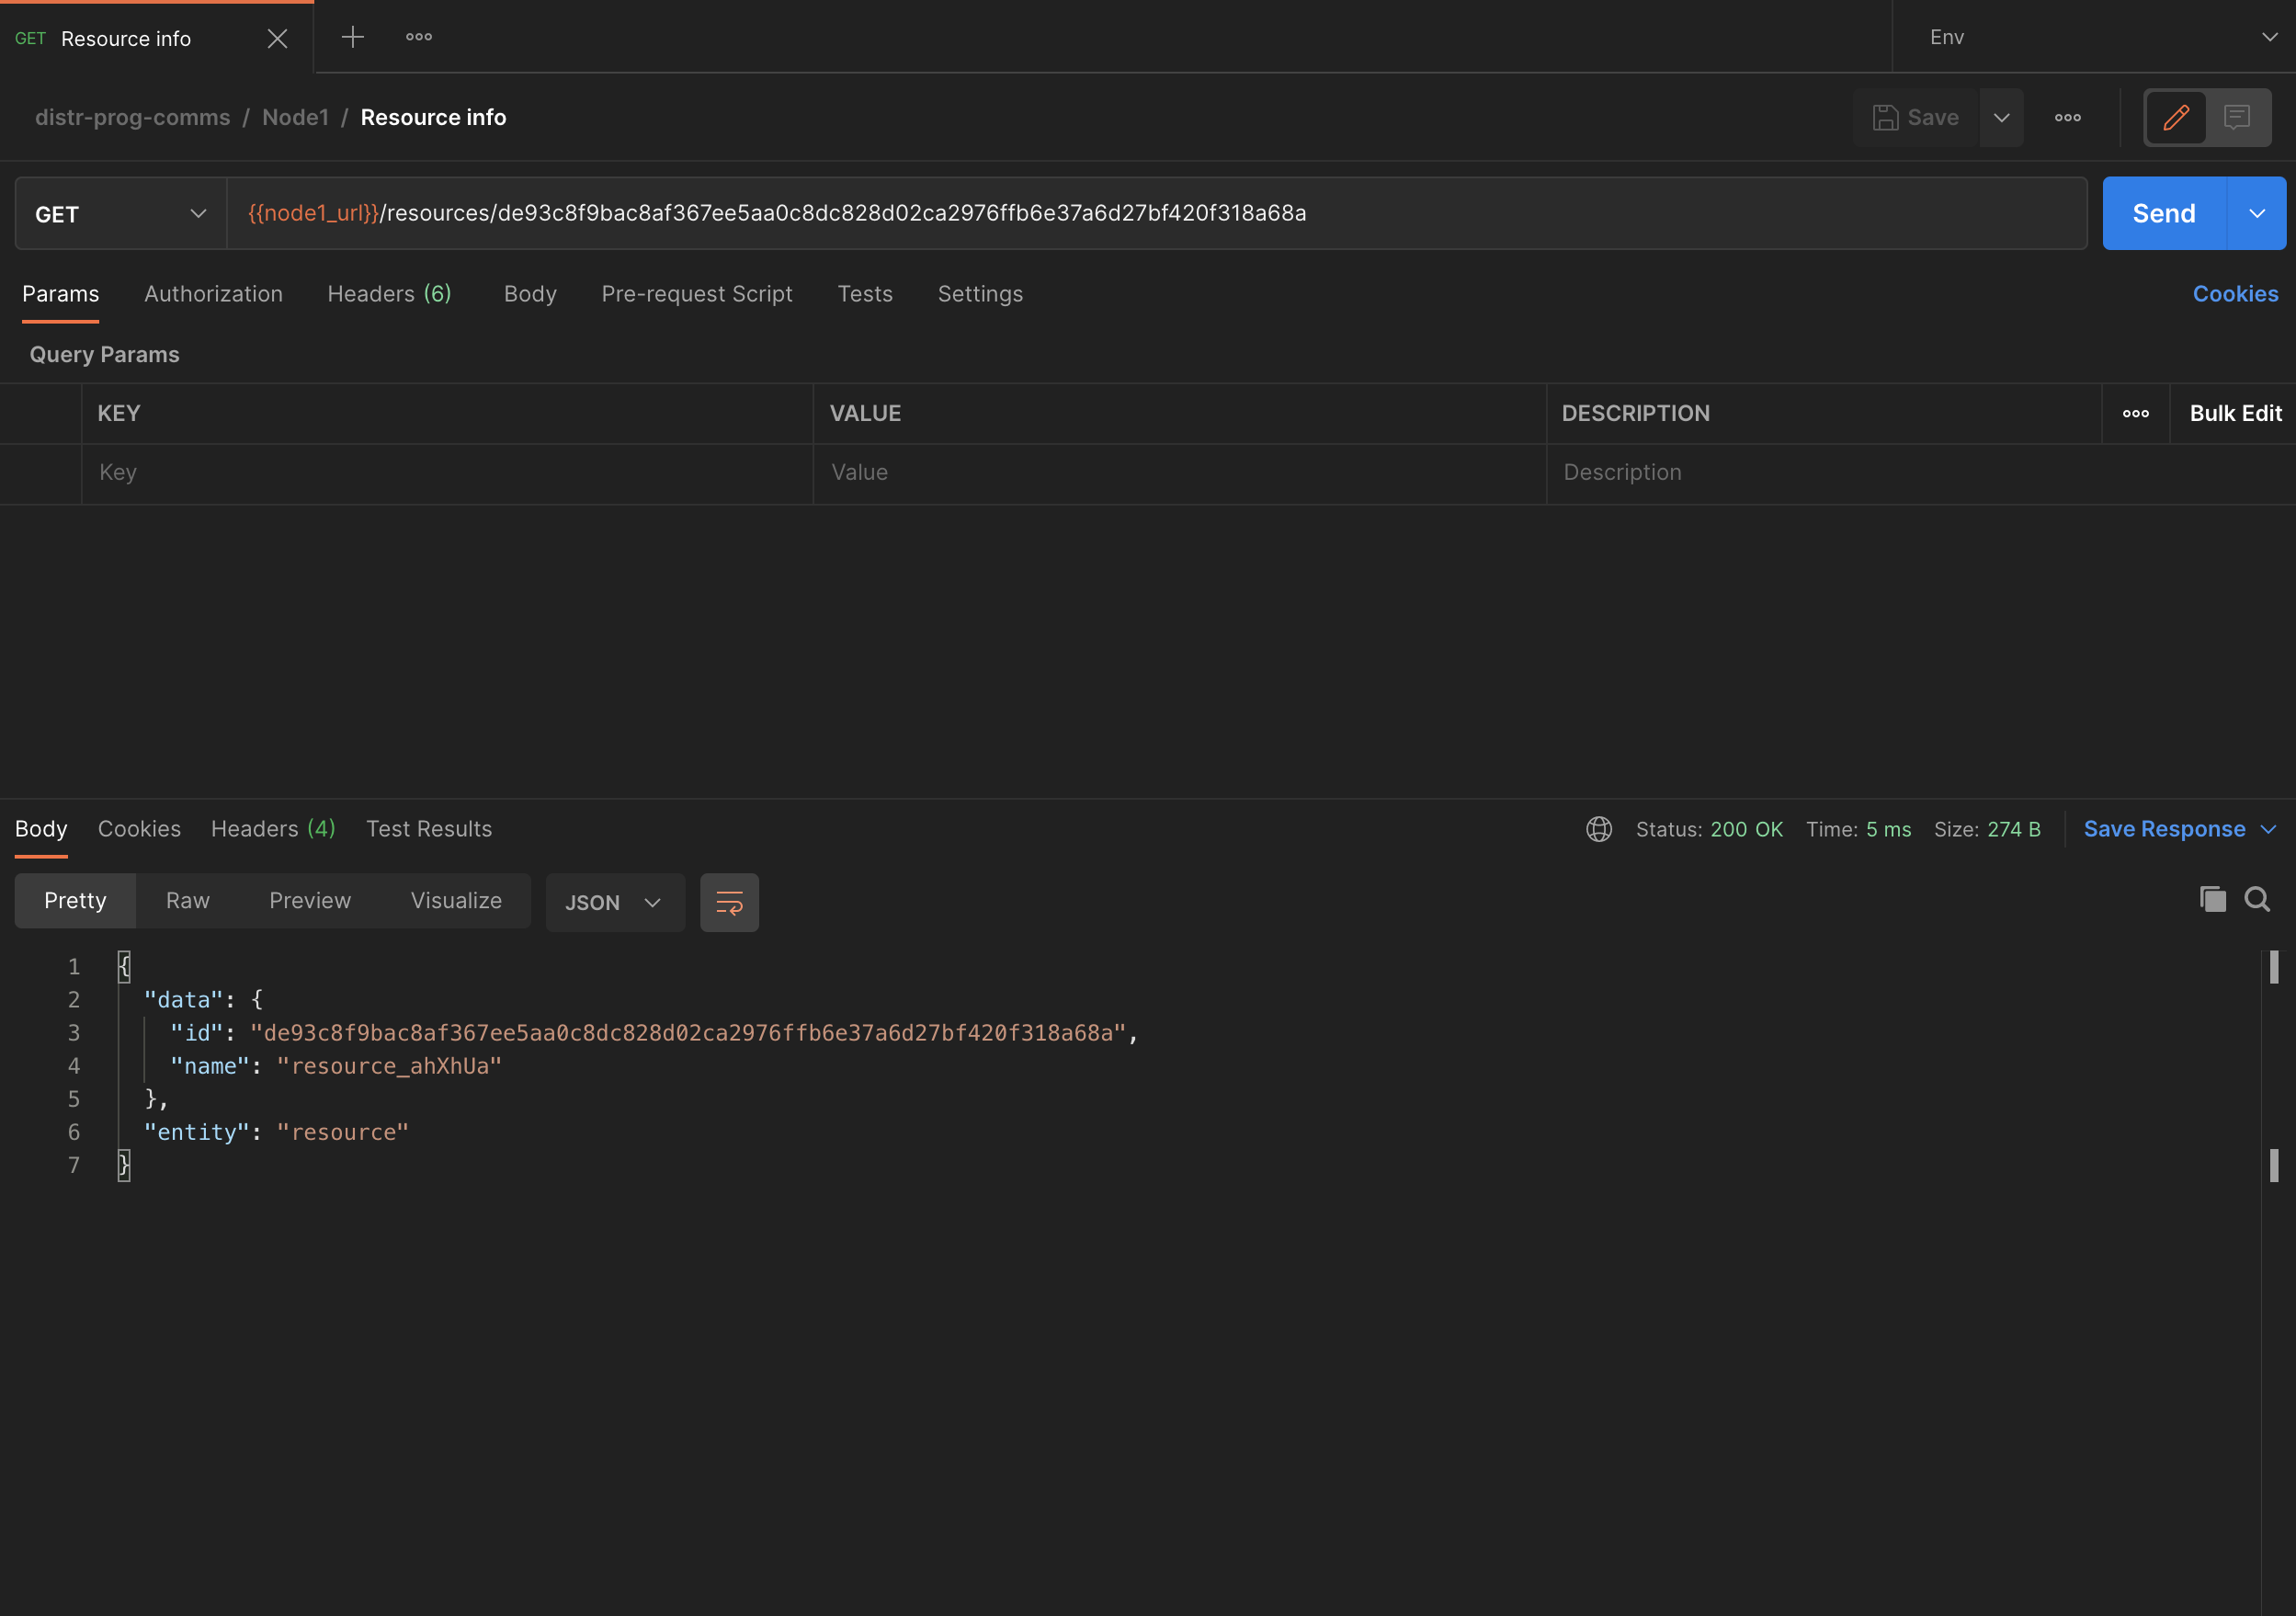 GET Resource info
Env
distr-prog-comms / Node1 / Resource info
Save
GET
{{node1_url}}/resources/de93c8f9bac8af367ee5aa0c8dc828d02ca2976ffb6e37a6d27bf420f318a68a
Send
Params Authorization Headers (6) Body Pre-request Script Tests Settings Cookies
Query Params
KEY VALUE DESCRIPTION Bulk Edit
Key Value Description
Body Cookies Headers (4) Test Results Status: 200 OK Time: 5 ms Size: 274 B Save Response
Pretty Raw Preview Visualize JSON
1 {
2 "data": {
3 "id": "de93c8f9bac8af367ee5aa0c8dc828d02ca2976ffb6e37a6d27bf420f318a68a",
4 "name": "resource_ahXhUa"
5 },
6 "entity": "resource"
7 }